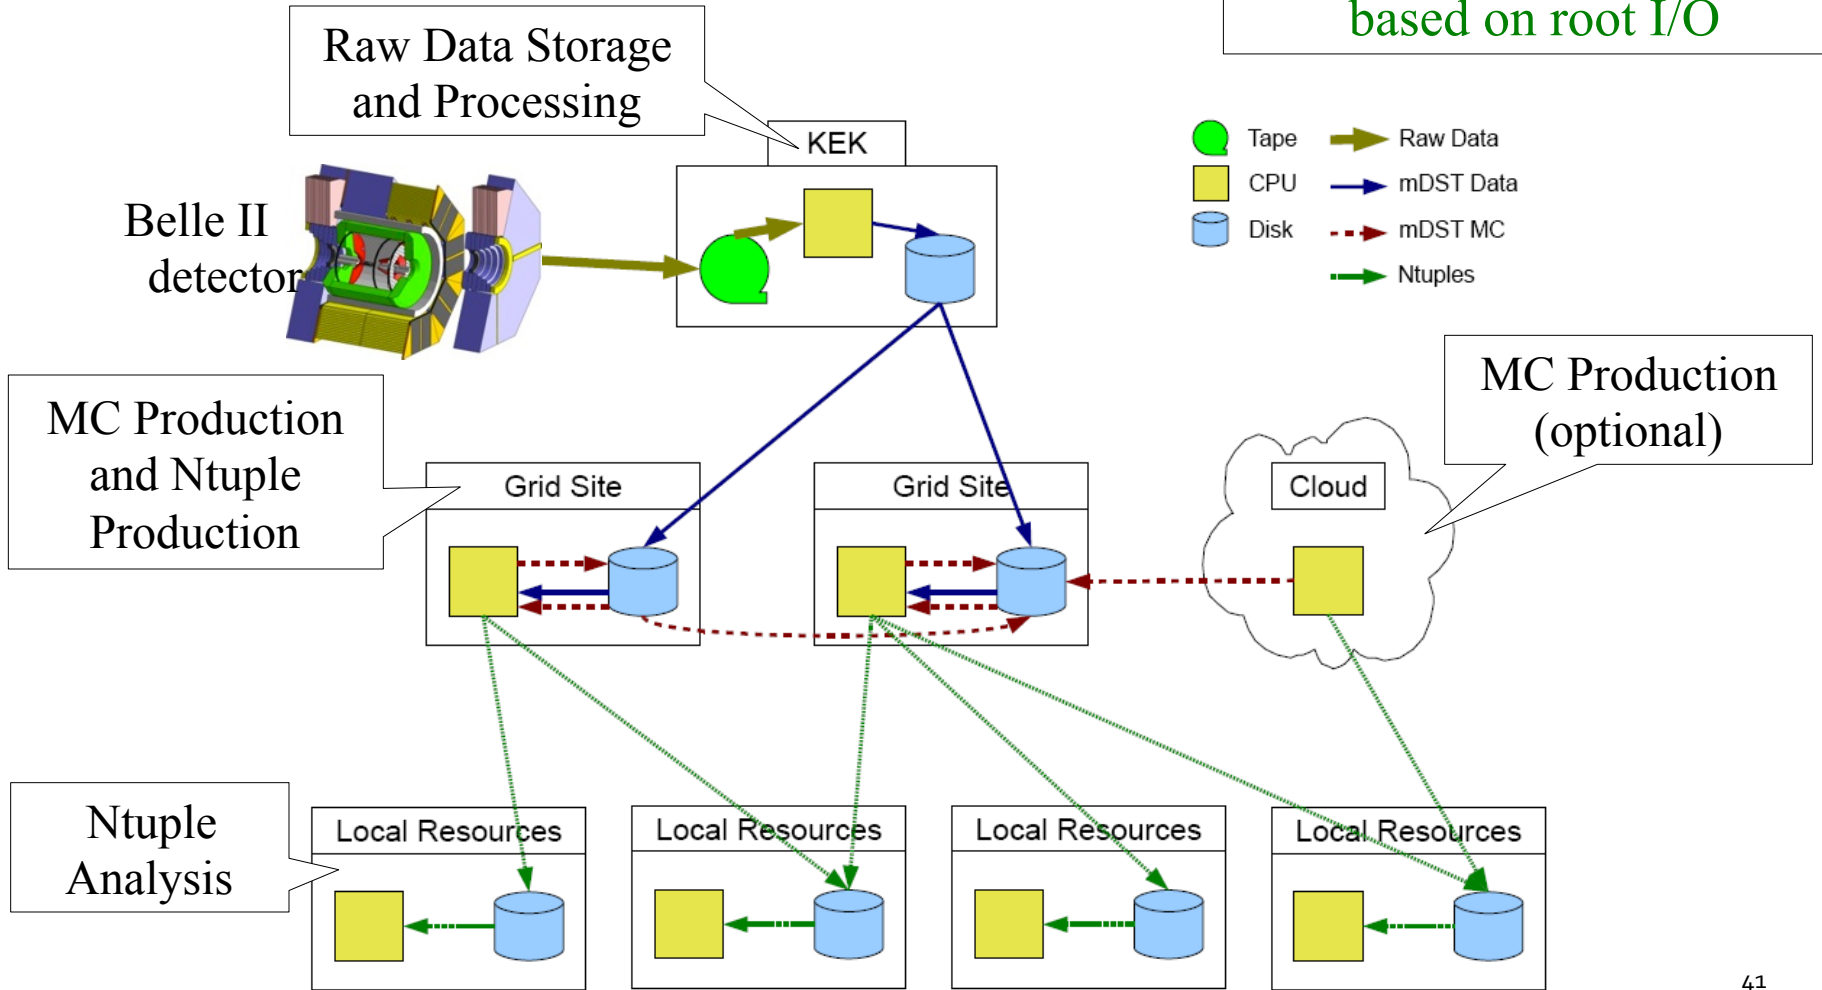 based on root I/O
Raw Data Storage
and Processing
KEK
Tape
Raw Data
CPU
mDST Data
Disk
mDST MC
Ntuples
Belle II
detector
MC Production
(optional)
MC Production
and Ntuple
Production
Grid Site
Grid Site
Cloud
Ntuple
Analysis
Local Resources
Local Resources
Local Resources
Local Resources
41